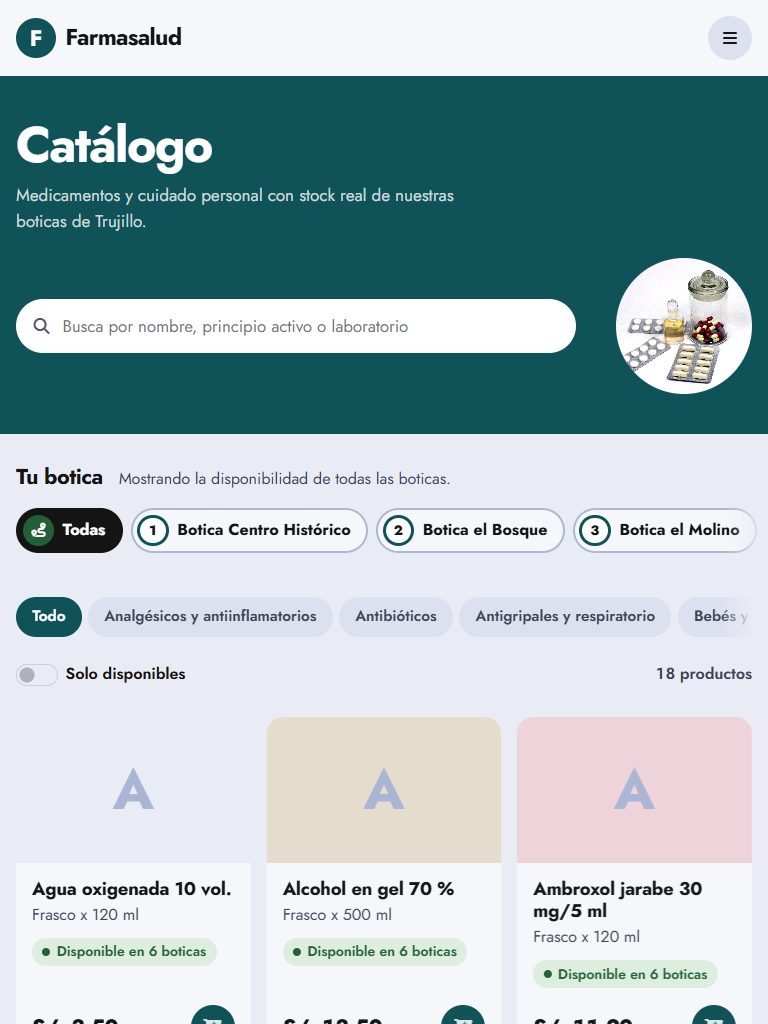 F Farmasalud
Catálogo
Medicamentos y cuidado personal con stock real de nuestras
boticas de Trujillo.
Busca por nombre, principio activo o laboratorio
Tu botica Mostrando la disponibilidad de todas las boticas.
Todas 1 Botica Centro Histórico 2 Botica el Bosque 3 Botica el Molino
Todo Analgésicos y antiinflamatorios Antibióticos Antigripales y respiratorio Bebés y
Solo disponibles 18 productos
A A A
Agua oxigenada 10 vol. Alcohol en gel 70 % Ambroxol jarabe 30
mg/5 ml
Frasco x 120 ml Frasco x 500 ml
Frasco x 120 ml
Disponible en 6 boticas Disponible en 6 boticas
Disponible en 6 boticas